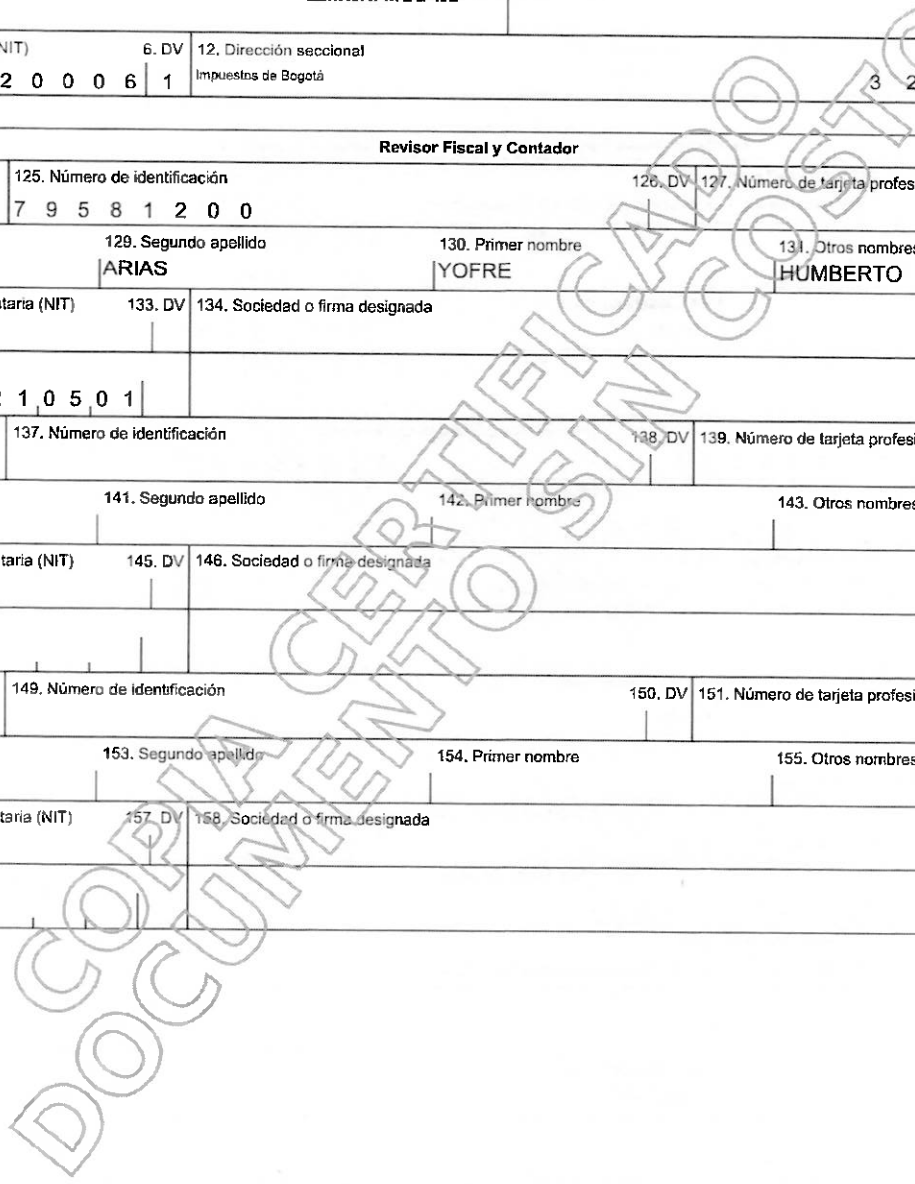 NIT) 6. DV 12. Dirección seccional
2 0 0 0 6 1 Impuestos de Bogotá 3 2
Revisor Fiscal y Contador
125. Número de identificación 126. DV 127. Número de tarjeta profes
7 9 5 8 1 2 0 0
129. Segundo apellido 130. Primer nombre 131. Otros nombres
ARIAS YOFRE HUMBERTO
taria (NIT) 133. DV 134. Sociedad o firma designada
1 0 5 0 1
137. Número de identificación 138. DV 139. Número de tarjeta profesi
141. Segundo apellido 142. Primer nombre 143. Otros nombres
taria (NIT) 145. DV 146. Sociedad o firma designada
149. Número de identificación 150. DV 151. Número de tarjeta profesi
153. Segundo apellido 154. Primer nombre 155. Otros nombres
taria (NIT) 157. DV 158. Sociedad o firma designada
COPIA CERTIFICADO
DOCUMENTO SIN COSTO